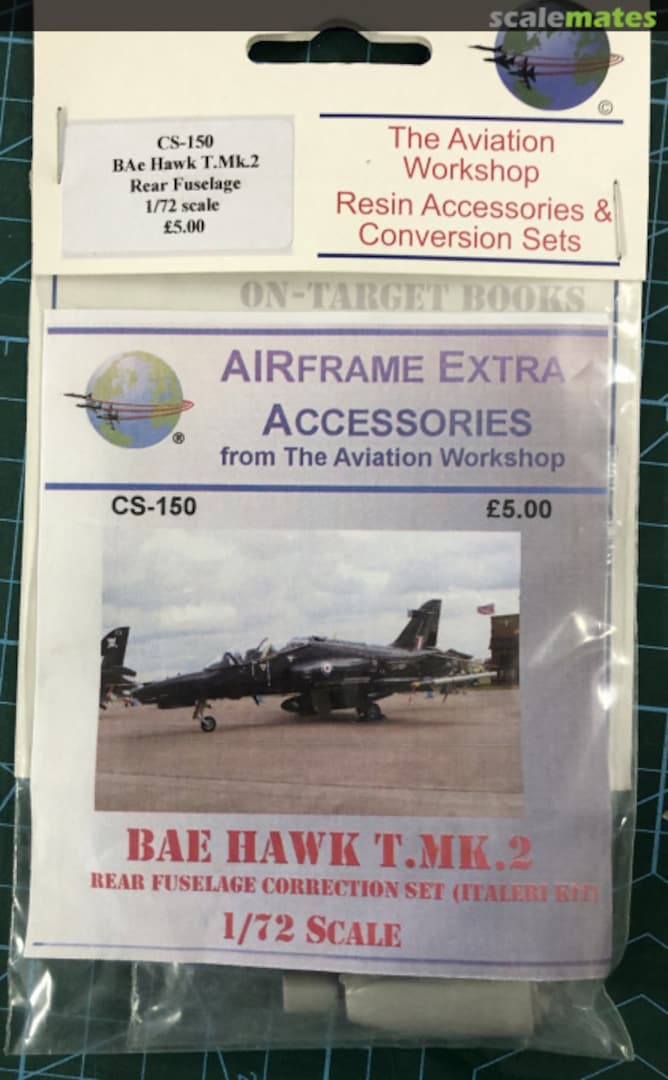 scalemates
©
CS-150
BAe Hawk T.Mk.2
Rear Fuselage
1/72 scale
£5.00
The Aviation
Workshop
Resin Accessories &
Conversion Sets
ON-TARGET BOOKS
AIRFRAME EXTRA
ACCESSORIES
from The Aviation Workshop
®
CS-150
£5.00
BAE HAWK T.MK.2
REAR FUSELAGE CORRECTION SET (ITALERI KIT)
1/72 SCALE